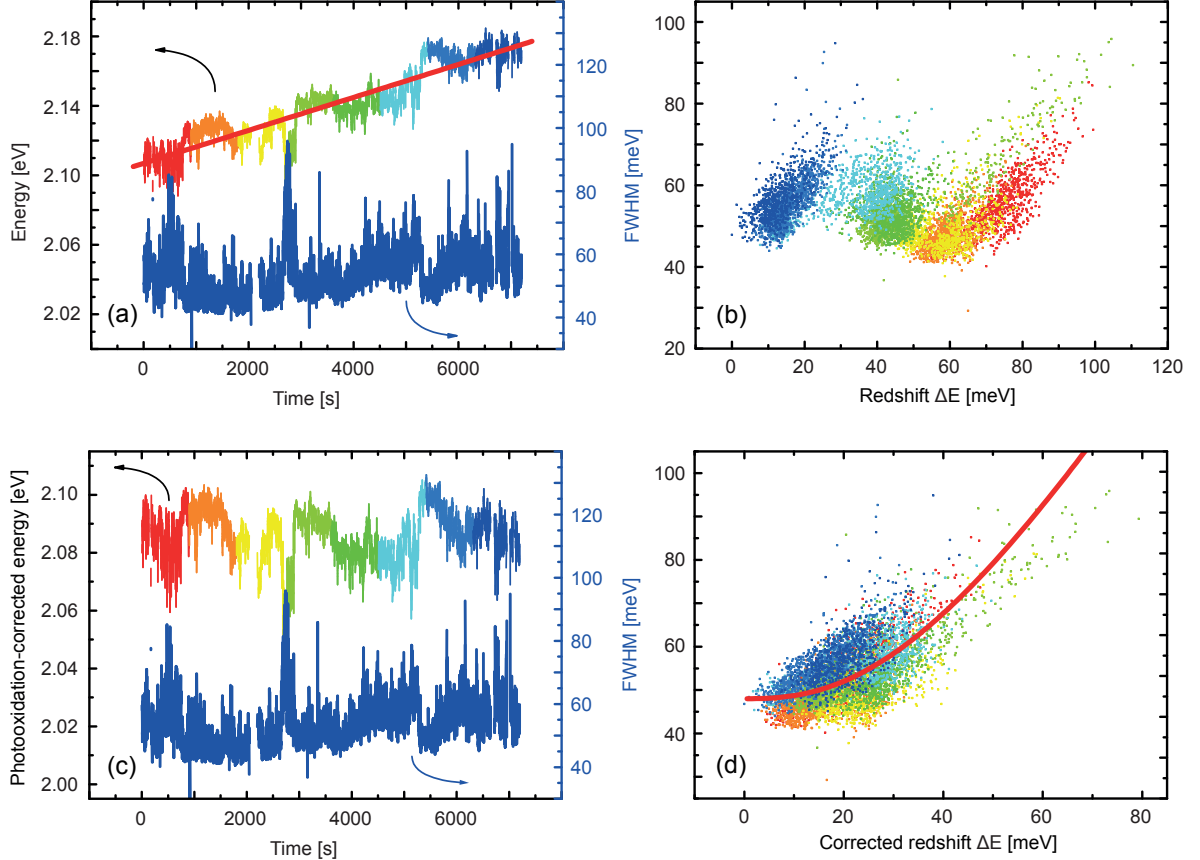 2.18
2.14
2.10
2.06
2.02
Energy [eV]
(a)
120
100
80
60
40
FWHM [meV]
0 2000 4000 6000
Time [s]
100
80
60
40
20
FWHM [meV]
(b)
0 20 40 60 80 100 120
Redshift ΔE [meV]
2.10
2.08
2.06
2.04
2.02
2.00
Photooxidation-corrected energy [eV]
(c)
120
100
80
60
40
FWHM [meV]
0 2000 4000 6000
Time [s]
100
80
60
40
FWHM [meV]
(d)
0 20 40 60 80
Corrected redshift ΔE [meV]